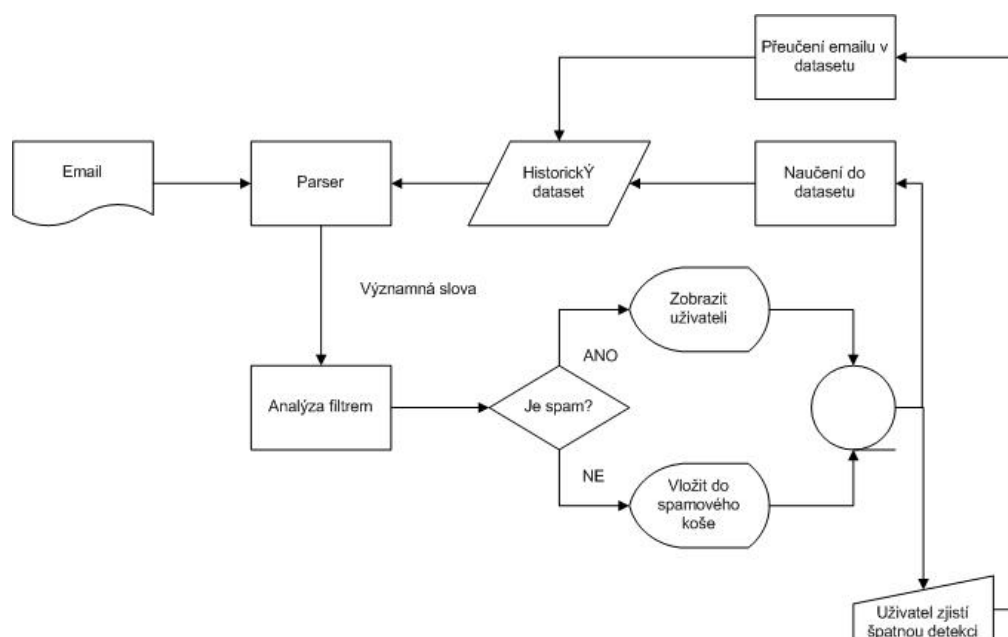 Přeučení emailu v
datasetu
Email
Parser
HistorickÝ
dataset
Naučení do
datasetu
Významná slova
Zobrazit
uživateli
ANO
Analýza filtrem
Je spam?
NE
Vložit do
spamového
koše
Uživatel zjistí
špatnou detekci